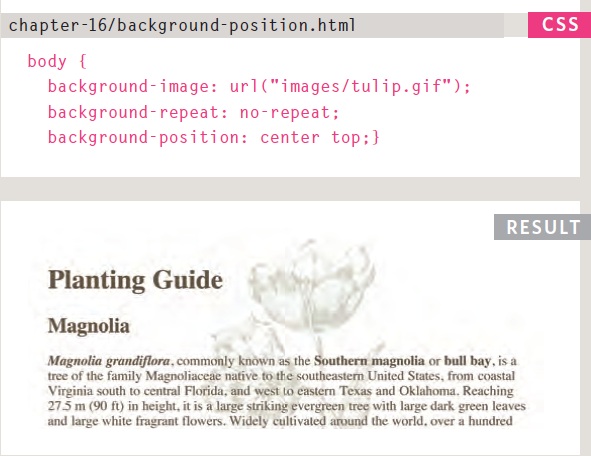 chapter-16/background-position.html
CSS
body {
background-image: url("images/tulip.gif");
background-repeat: no-repeat;
background-position: center top;}
RESULT
Planting Guide
Magnolia
Magnolia grandiflora, commonly known as the Southern magnolia or bull bay, is a
tree of the family Magnoliaceae native to the southeastern United States, from coastal
Virginia south to central Florida, and west to eastern Texas and Oklahoma. Reaching
27.5 m (90 ft) in height, it is a large striking evergreen tree with large dark green leaves
and large white fragrant flowers. Widely cultivated around the world, over a hundred